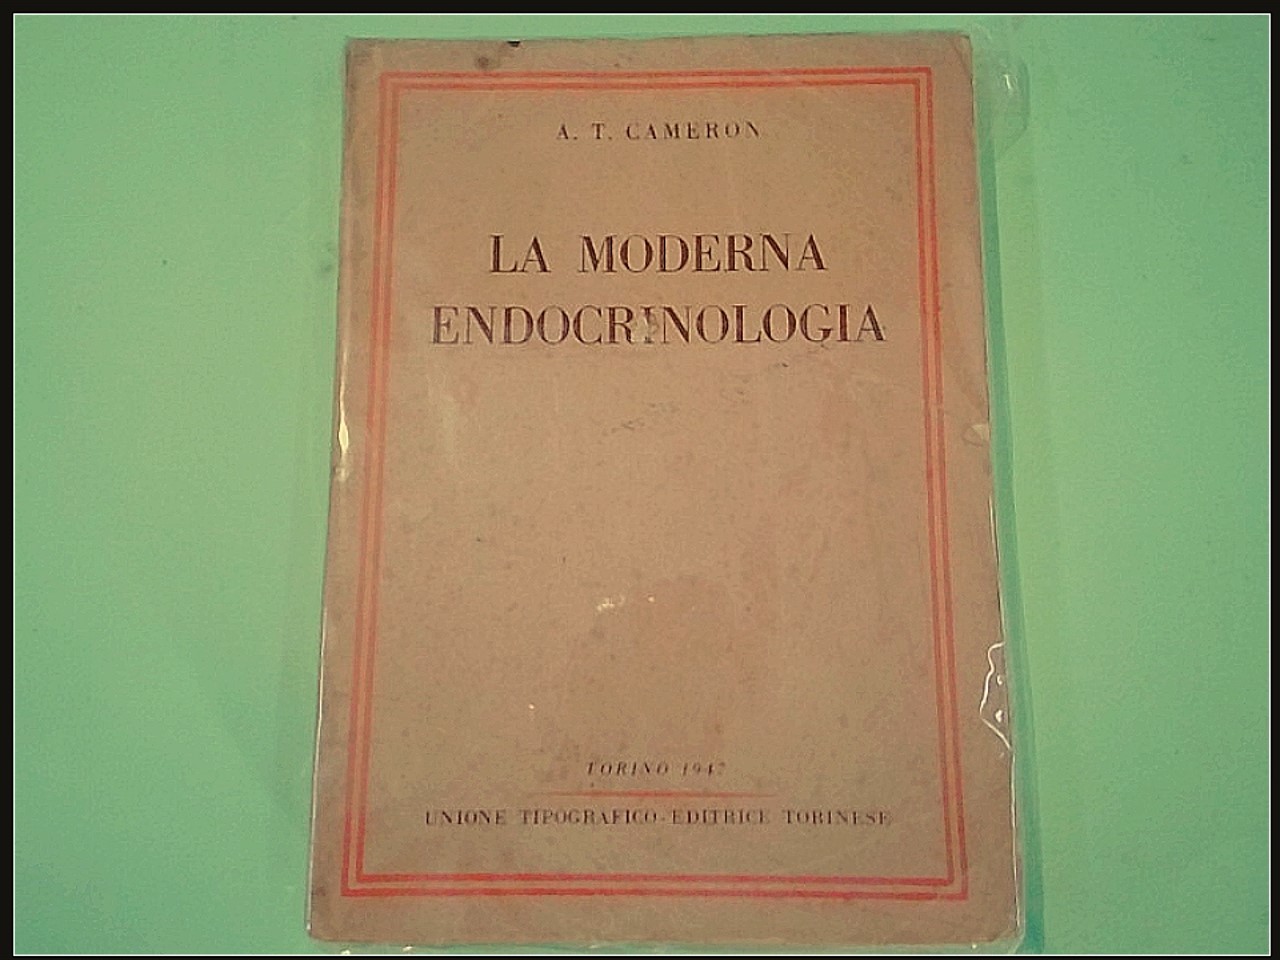 A. T. CAMERON
LA MODERNA
ENDOCRINOLOGIA
TORINO 1947
UNIONE TIPOGRAFICO-EDITRICE TORINESE